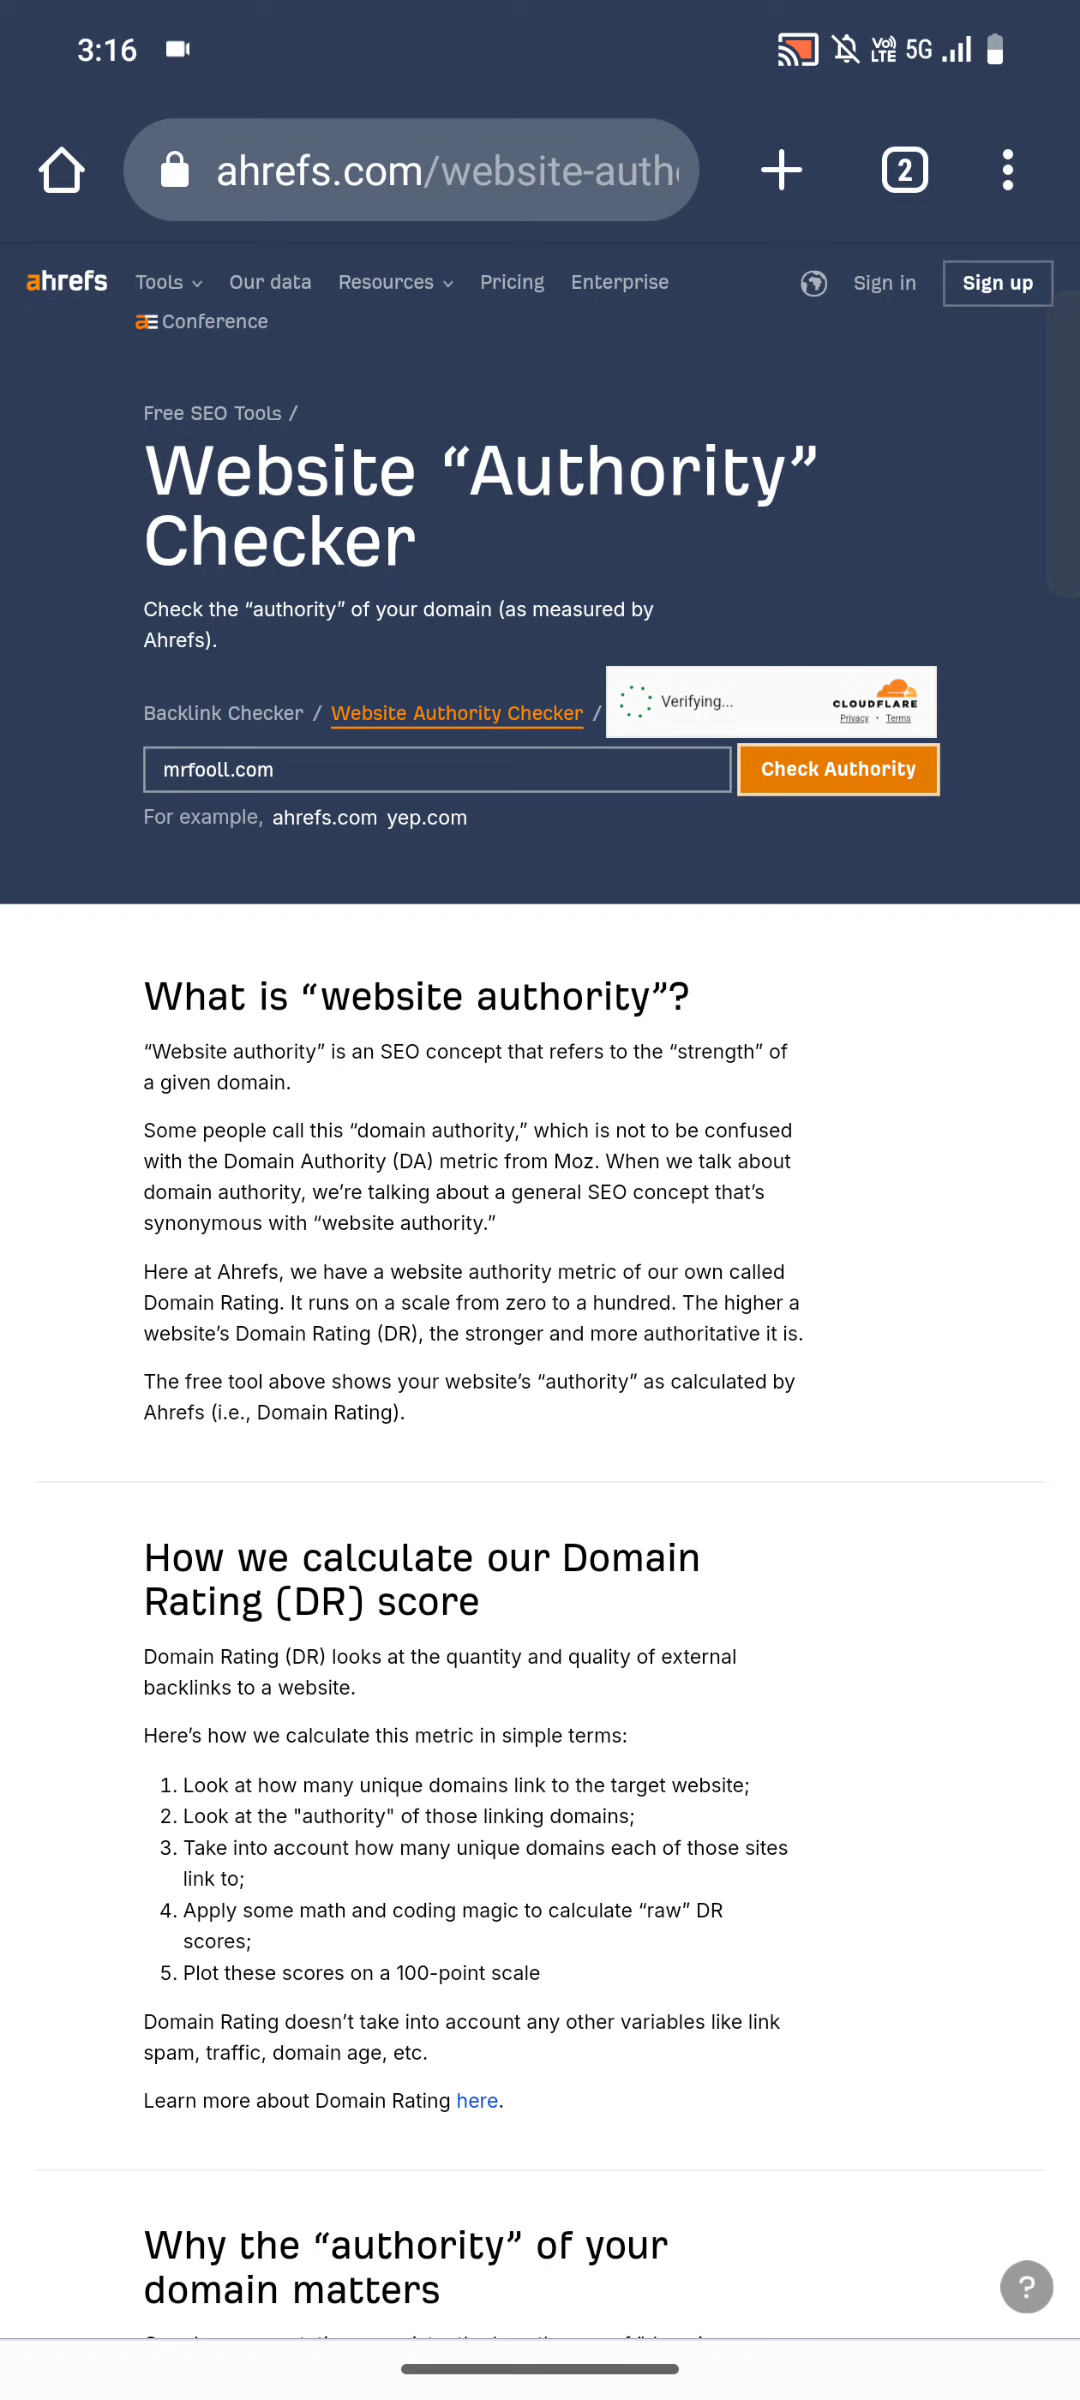 3:16
Vo) LTE 5G
ahrefs.com/website-auth
2
ahrefs Tools Our data Resources Pricing Enterprise Sign in Sign up
Conference
Free SEO Tools /
Website “Authority”
Checker
Check the “authority” of your domain (as measured by
Ahrefs).
Backlink Checker / Website Authority Checker /
Verifying...
CLOUDFLARE
Privacy · Terms
mrfooll.com
Check Authority
For example, ahrefs.com yep.com
What is “website authority”?
“Website authority” is an SEO concept that refers to the “strength” of
a given domain.
Some people call this “domain authority,” which is not to be confused
with the Domain Authority (DA) metric from Moz. When we talk about
domain authority, we’re talking about a general SEO concept that’s
synonymous with “website authority.”
Here at Ahrefs, we have a website authority metric of our own called
Domain Rating. It runs on a scale from zero to a hundred. The higher a
website’s Domain Rating (DR), the stronger and more authoritative it is.
The free tool above shows your website’s “authority” as calculated by
Ahrefs (i.e., Domain Rating).
How we calculate our Domain
Rating (DR) score
Domain Rating (DR) looks at the quantity and quality of external
backlinks to a website.
Here’s how we calculate this metric in simple terms:
1. Look at how many unique domains link to the target website;
2. Look at the "authority" of those linking domains;
3. Take into account how many unique domains each of those sites
link to;
4. Apply some math and coding magic to calculate “raw” DR
scores;
5. Plot these scores on a 100-point scale
Domain Rating doesn’t take into account any other variables like link
spam, traffic, domain age, etc.
Learn more about Domain Rating here.
Why the “authority” of your
domain matters
?